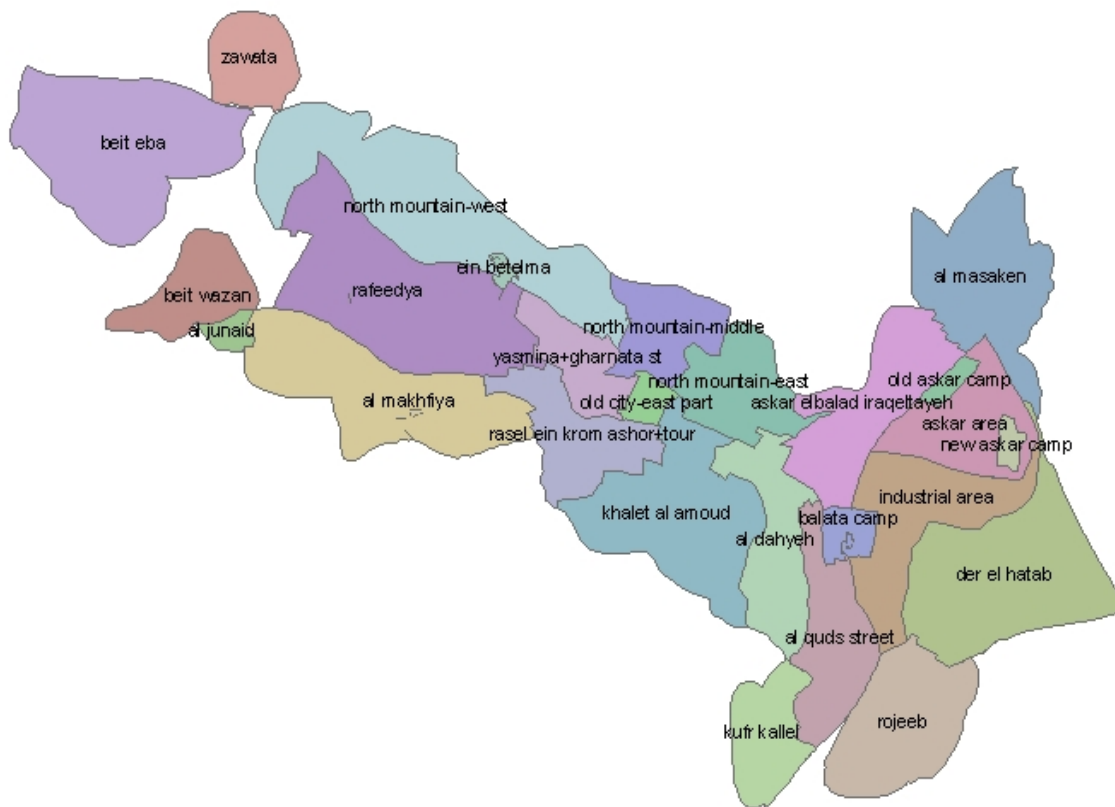 zawata
beit eba
north mountain-west
al masaken
ein betelma
beit wazan
rafeedya
al junaid
north mountain-middle
yasmina+gharnata st
north mountain-east
old askar camp
al makhfiya
old city-east part
askar elbalad iraqeltayeh
askar area
rasel ein krom ashor+tour
new askar camp
industrial area
khalet al amoud
balata camp
al dahyeh
der el hatab
al quds street
rojeeb
kufr kallel